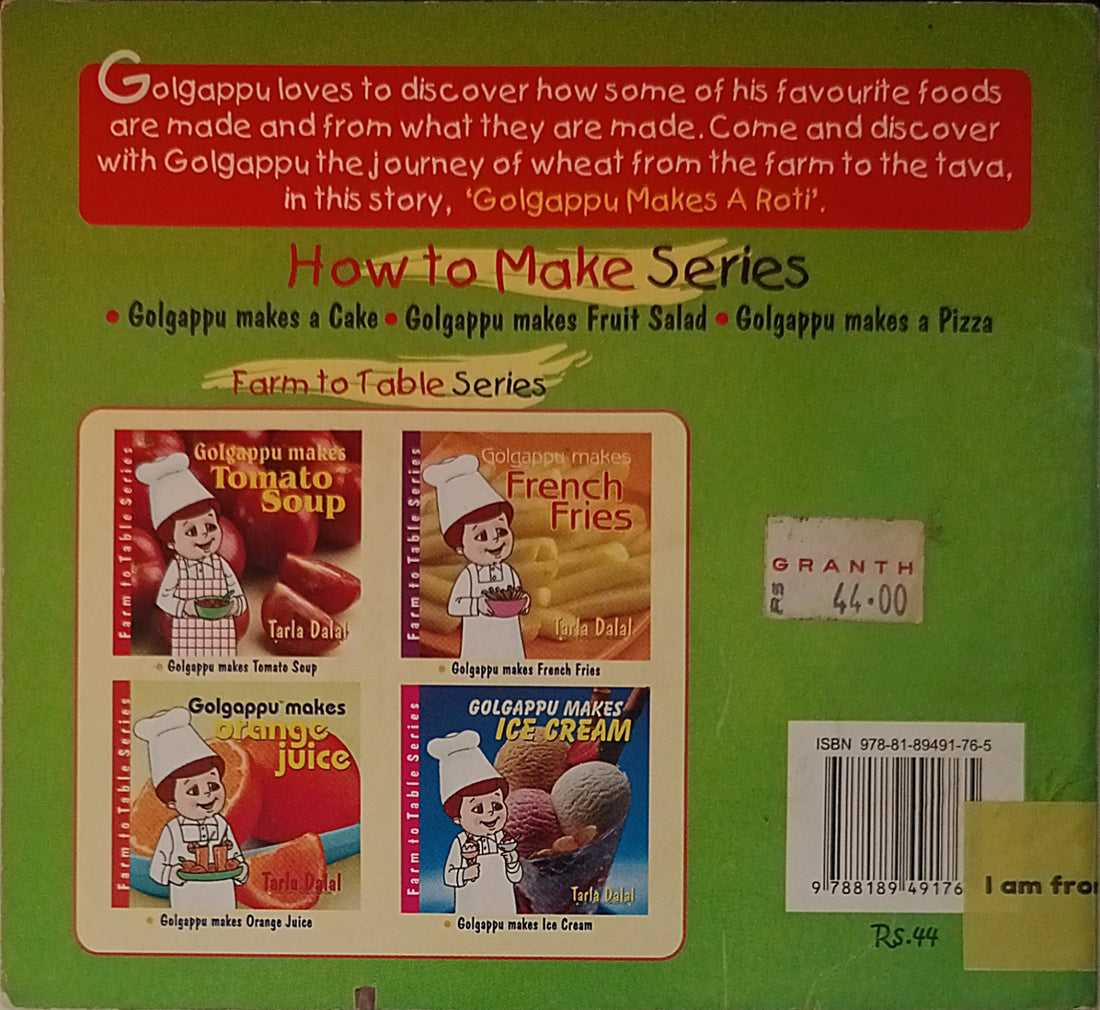 Golgappu loves to discover how some of his favourite foods
are made and from what they are made. Come and discover
with Golgappu the journey of wheat from the farm to the tava,
in this story, ‘Golgappu Makes A Roti’.
How to Make Series
• Golgappu makes a Cake • Golgappu makes Fruit Salad • Golgappu makes a Pizza
Farm to Table Series
Farm to Table Series
Golgappu makes
Tomato
Soup
Tarla Dalal
• Golgappu makes Tomato Soup
Farm to Table Series
Golgappu makes
French
Fries
Tarla Dalal
• Golgappu makes French Fries
Farm to Table Series
Golgappu makes
orange
juice
Tarla Dalal
• Golgappu makes Orange Juice
Farm to Table Series
GOLGAPPU MAKES
ICE CREAM
Tarla Dalal
• Golgappu makes Ice Cream
GRANTH
RS 44.00
ISBN 978-81-89491-76-5
9 788189 49176
Rs.44
I am fro